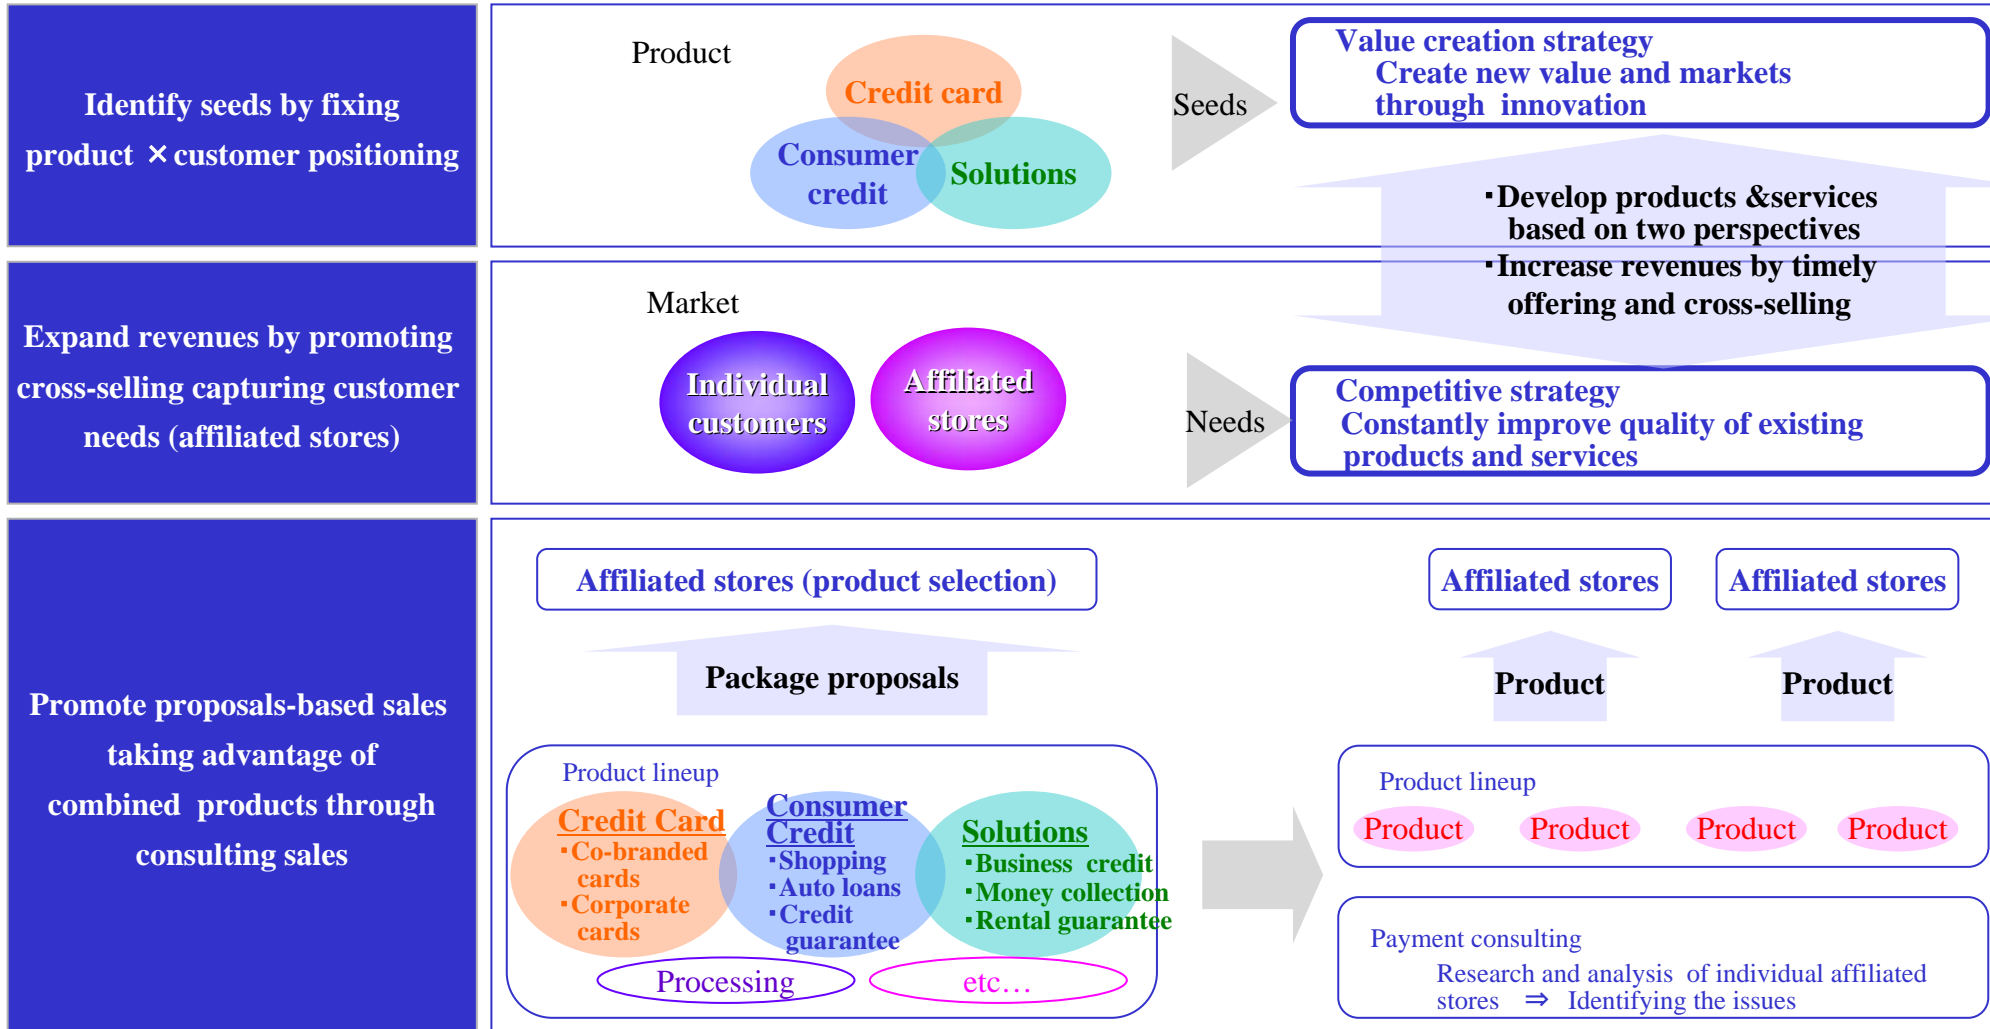 Identify seeds by fixing
product ×customer positioning
Product
Credit card
Consumer
credit
Solutions
Seeds
Value creation strategy
Create new value and markets
through innovation
・Develop products &services
based on two perspectives
・Increase revenues by timely
offering and cross-selling
Expand revenues by promoting
cross-selling capturing customer
needs (affiliated stores)
Market
Individual
customers
Affiliated
stores
Needs
Competitive strategy
Constantly improve quality of existing
products and services
Promote proposals-based sales
taking advantage of
combined products through
consulting sales
Affiliated stores (product selection)
Package proposals
Product lineup
Credit Card
・Co-branded
cards
・Corporate
cards
Consumer
Credit
・Shopping
・Auto loans
・Credit
guarantee
Solutions
・Business credit
・Money collection
・Rental guarantee
Processing
etc…
Affiliated stores
Affiliated stores
Product
Product
Product lineup
Product
Product
Product
Product
Payment consulting
Research and analysis of individual affiliated
stores ⇒ Identifying the issues